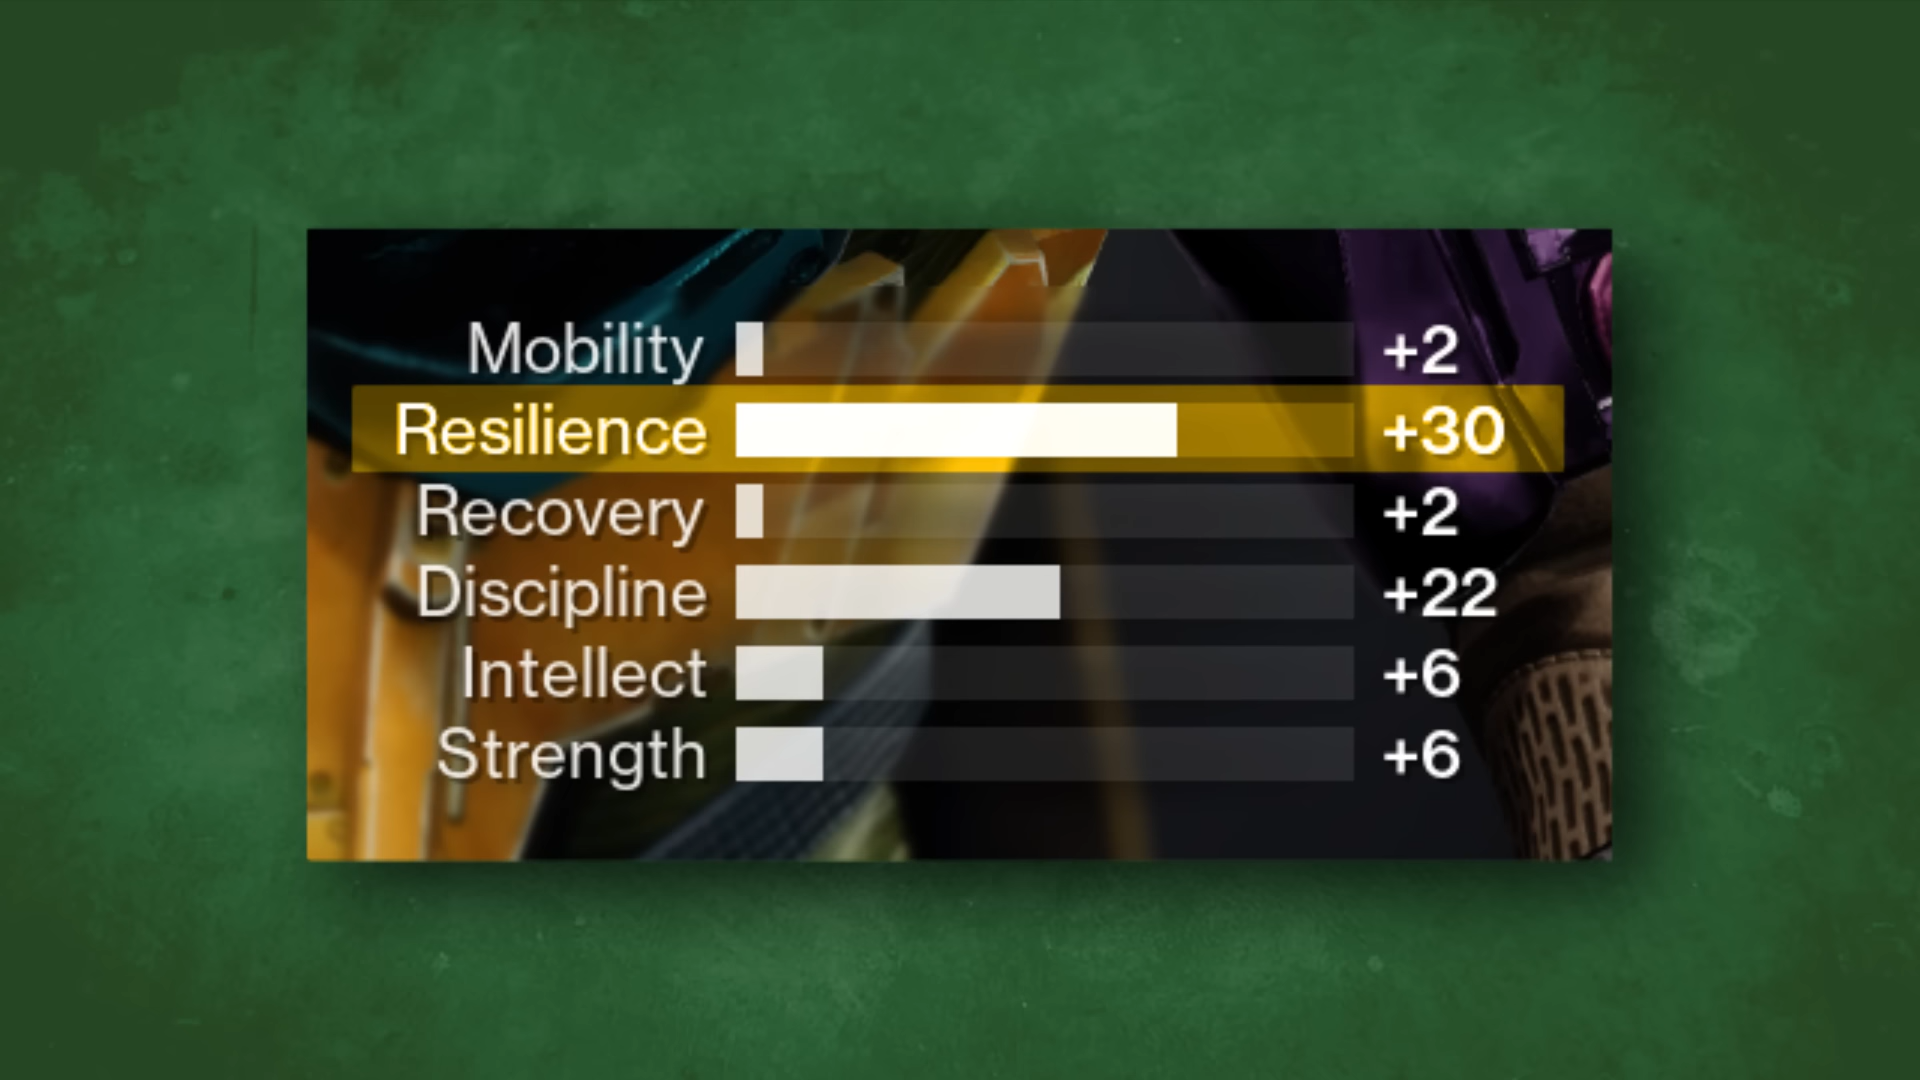 Mobility +2
Resilience +30
Recovery +2
Discipline +22
Intellect +6
Strength +6